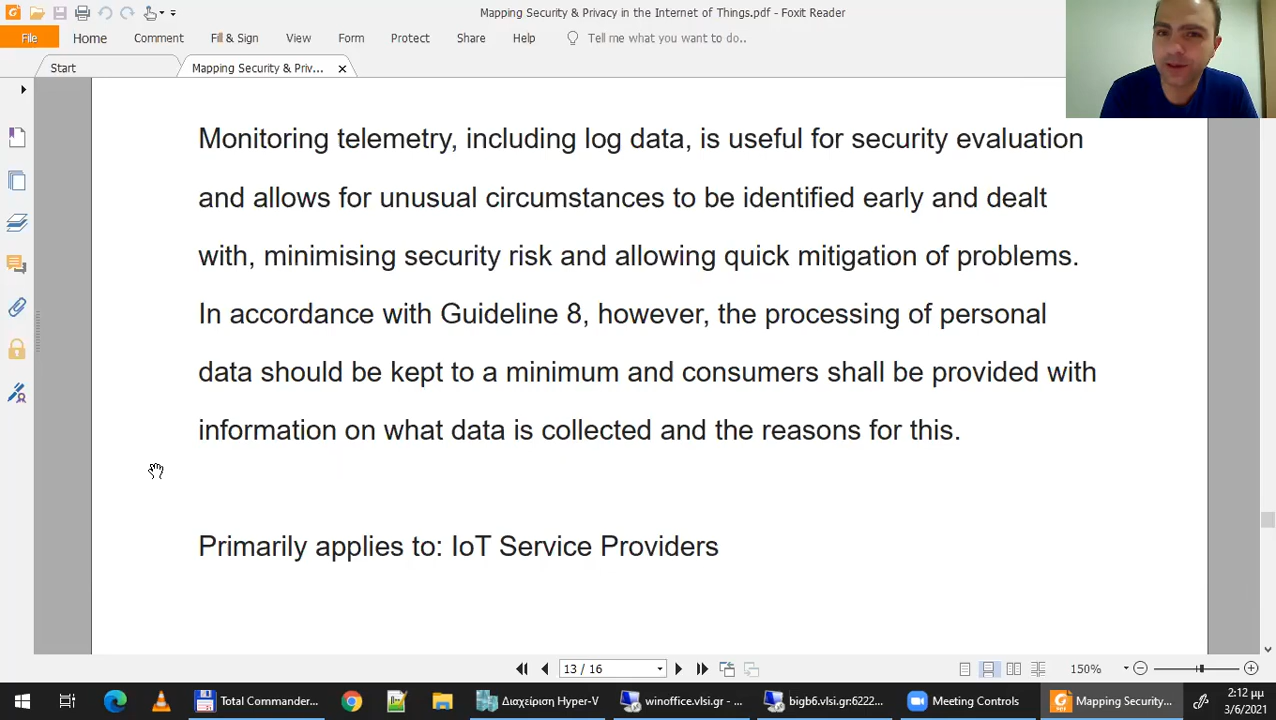 Mapping Security & Privacy in the Internet of Things.pdf - Foxit Reader
File Home Comment Fill & Sign View Form Protect Share Help Tell me what you want to do..
Start Mapping Security & Priv...
Monitoring telemetry, including log data, is useful for security evaluation
and allows for unusual circumstances to be identified early and dealt
with, minimising security risk and allowing quick mitigation of problems.
In accordance with Guideline 8, however, the processing of personal
data should be kept to a minimum and consumers shall be provided with
information on what data is collected and the reasons for this.
Primarily applies to: IoT Service Providers
13 / 16 150%
Total Commander... Διαχείριση Hyper-V winoffice.vlsi.gr - ... bigb6.vlsi.gr:6222... Meeting Controls Mapping Security... 2:12 μμ
3/6/2021